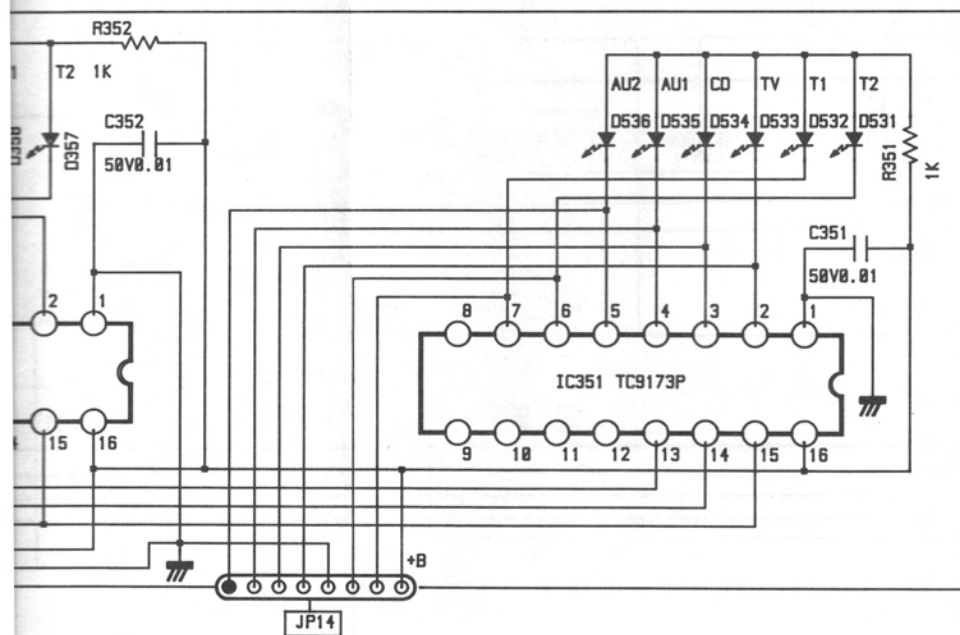 R352
T2 1K
C352
50V0.01
D357
2 1
15 16
AU2 AU1 CD TV T1 T2
D536 D535 D534 D533 D532 D531
R351
1K
C351
50V0.01
8 7 6 5 4 3 2 1
IC351 TC9173P
9 10 11 12 13 14 15 16
+B
JP14